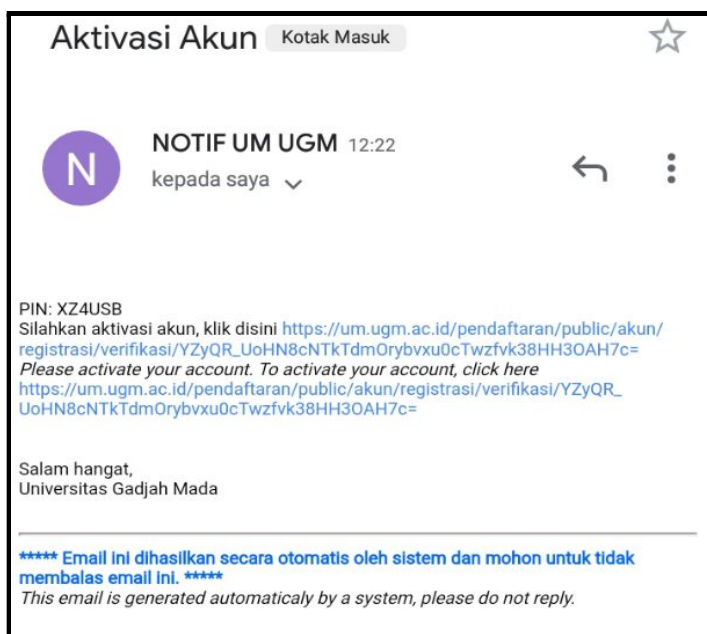 Aktivasi Akun Kotak Masuk
N
NOTIF UM UGM 12:22
kepada saya
PIN: XZ4USB
Silahkan aktivasi akun, klik disini https://um.ugm.ac.id/pendaftaran/public/akun/
registrasi/verifikasi/YZyQR_UoHN8cNTkTdmOrybvxu0cTwzfvk38HH3OAH7c=
Please activate your account. To activate your account, click here
https://um.ugm.ac.id/pendaftaran/public/akun/registrasi/verifikasi/YZyQR_
UoHN8cNTkTdmOrybvxu0cTwzfvk38HH3OAH7c=
Salam hangat,
Universitas Gadjah Mada
***** Email ini dihasilkan secara otomatis oleh sistem dan mohon untuk tidak
membalas email ini. *****
This email is generated automaticaly by a system, please do not reply.